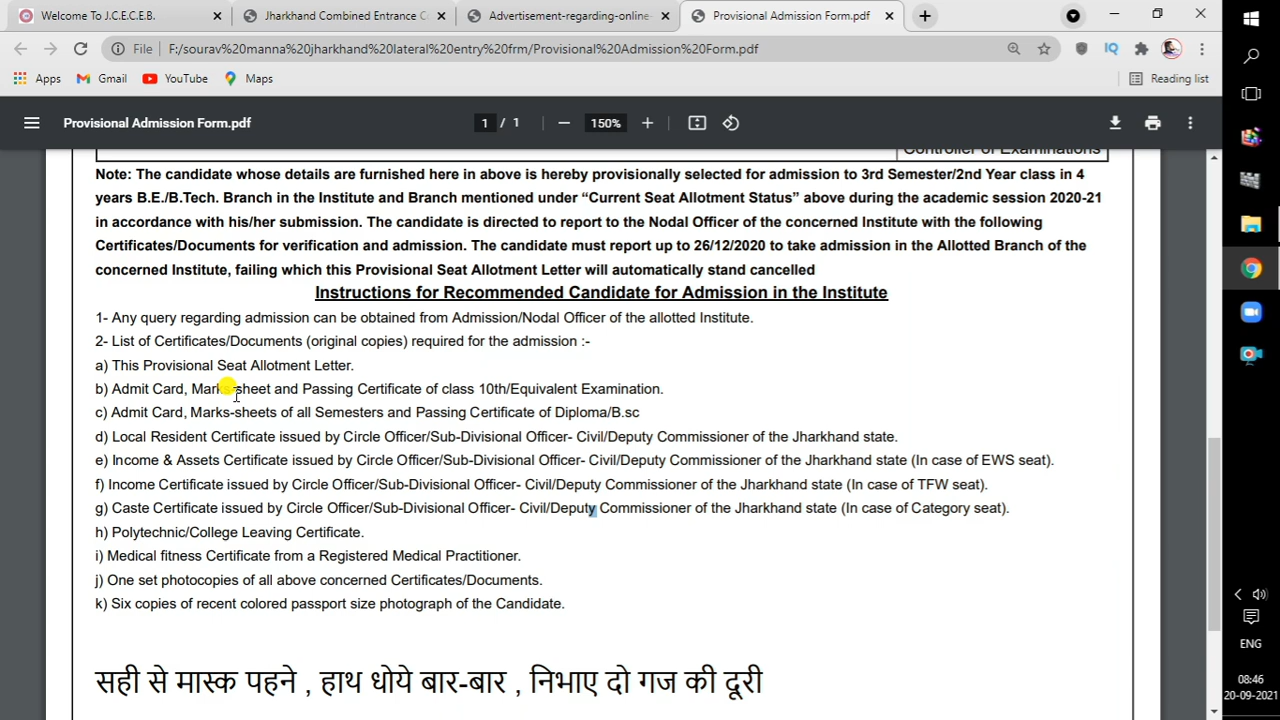 Welcome To J.C.E.C.E.B.
Jharkhand Combined Entrance C
Advertisement-regarding-online-
Provisional Admission Form.pdf
File
F:/sourav%20manna%20jharkhand%20lateral%20entry%20frm/Provisional%20Admission%20Form.pdf
IQ
Apps
Gmail
YouTube
Maps
Reading list
Provisional Admission Form.pdf
1 / 1
150%
Controller of Examinations
Note: The candidate whose details are furnished here in above is hereby provisionally selected for admission to 3rd Semester/2nd Year class in 4
years B.E./B.Tech. Branch in the Institute and Branch mentioned under “Current Seat Allotment Status” above during the academic session 2020-21
in accordance with his/her submission. The candidate is directed to report to the Nodal Officer of the concerned Institute with the following
Certificates/Documents for verification and admission. The candidate must report up to 26/12/2020 to take admission in the Allotted Branch of the
concerned Institute, failing which this Provisional Seat Allotment Letter will automatically stand cancelled
Instructions for Recommended Candidate for Admission in the Institute
1- Any query regarding admission can be obtained from Admission/Nodal Officer of the allotted Institute.
2- List of Certificates/Documents (original copies) required for the admission :-
a) This Provisional Seat Allotment Letter.
b) Admit Card, Marks-sheet and Passing Certificate of class 10th/Equivalent Examination.
c) Admit Card, Marks-sheets of all Semesters and Passing Certificate of Diploma/B.sc
d) Local Resident Certificate issued by Circle Officer/Sub-Divisional Officer- Civil/Deputy Commissioner of the Jharkhand state.
e) Income & Assets Certificate issued by Circle Officer/Sub-Divisional Officer- Civil/Deputy Commissioner of the Jharkhand state (In case of EWS seat).
f) Income Certificate issued by Circle Officer/Sub-Divisional Officer- Civil/Deputy Commissioner of the Jharkhand state (In case of TFW seat).
g) Caste Certificate issued by Circle Officer/Sub-Divisional Officer- Civil/Deputy Commissioner of the Jharkhand state (In case of Category seat).
h) Polytechnic/College Leaving Certificate.
i) Medical fitness Certificate from a Registered Medical Practitioner.
j) One set photocopies of all above concerned Certificates/Documents.
k) Six copies of recent colored passport size photograph of the Candidate.
सही से मास्क पहने , हाथ धोये बार-बार , निभाए दो गज की दूरी
ENG
08:46
20-09-2021